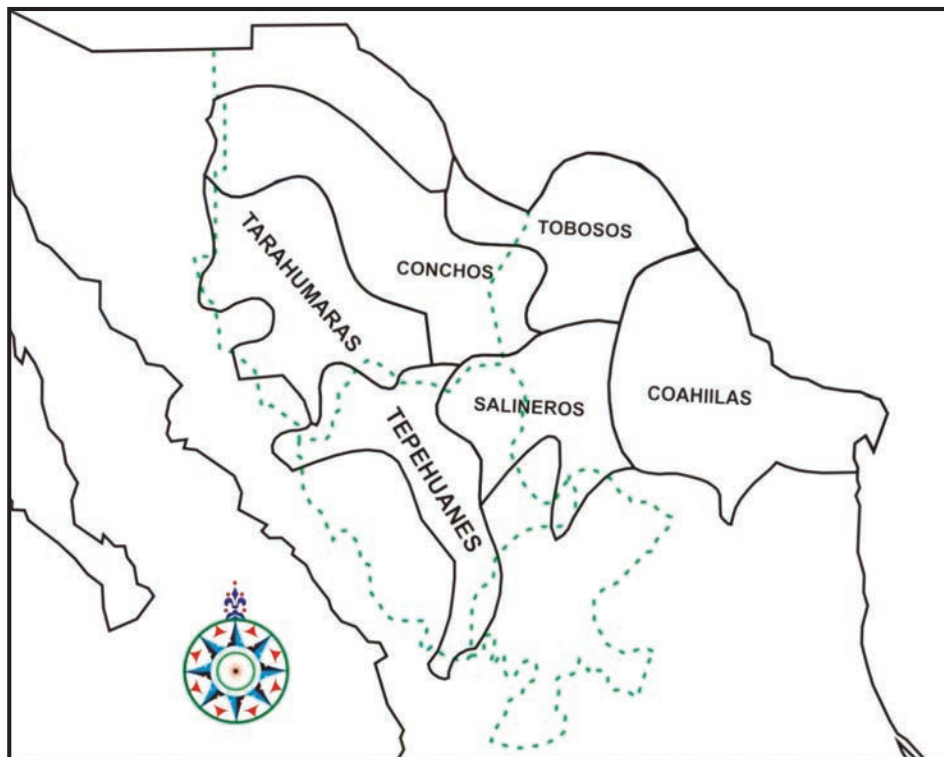 TOBOSOS
TARAHUMARAS
CONCHOS
SALINEROS
COAHIILAS
TEPEHUANES